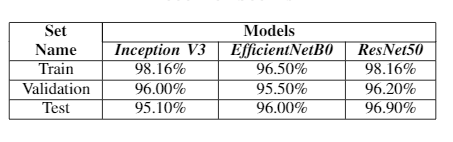 Set Name Models
Inception V3 EfficientNetB0 ResNet50
Train 98.16% 96.50% 98.16%
Validation 96.00% 95.50% 96.20%
Test 95.10% 96.00% 96.90%